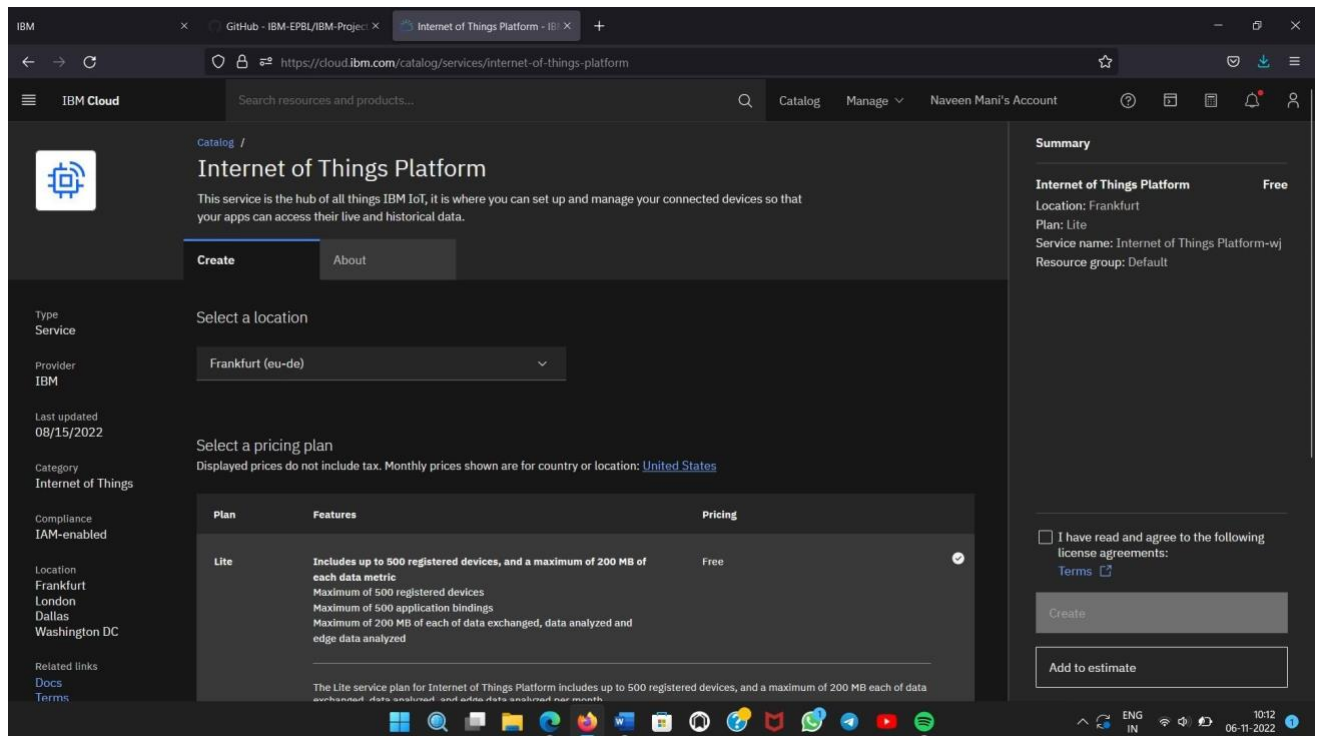 IBM
GitHub - IBM-EPBL/IBM-Project
Internet of Things Platform - IB
https://cloud.ibm.com/catalog/services/internet-of-things-platform
IBM Cloud
Search resources and products...
Catalog
Manage
Naveen Mani's Account
Catalog /
Internet of Things Platform
This service is the hub of all things IBM IoT, it is where you can set up and manage your connected devices so that
your apps can access their live and historical data.
Create
About
Type
Service
Provider
IBM
Last updated
08/15/2022
Category
Internet of Things
Compliance
IAM-enabled
Location
Frankfurt
London
Dallas
Washington DC
Related links
Docs
Terms
Select a location
Frankfurt (eu-de)
Select a pricing plan
Displayed prices do not include tax. Monthly prices shown are for country or location: United States
Plan
Features
Pricing
Lite
Includes up to 500 registered devices, and a maximum of 200 MB of
each data metric
Maximum of 500 registered devices
Maximum of 500 application bindings
Maximum of 200 MB of each of data exchanged, data analyzed and
edge data analyzed
Free
The Lite service plan for Internet of Things Platform includes up to 500 registered devices, and a maximum of 200 MB each of data
exchanged, data analyzed, and edge data analyzed per month.
Summary
Internet of Things Platform Free
Location: Frankfurt
Plan: Lite
Service name: Internet of Things Platform-wj
Resource group: Default
I have read and agree to the following
license agreements:
Terms
Create
Add to estimate
ENG
IN
10:12
06-11-2022
1